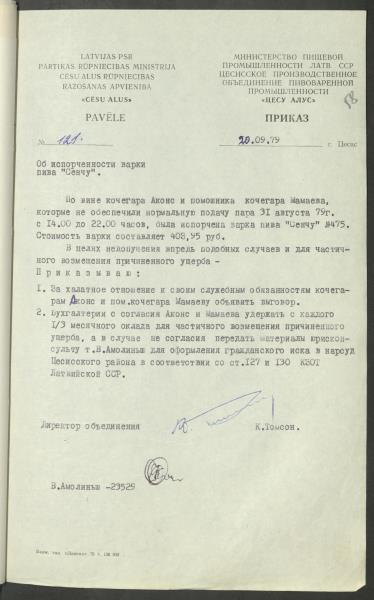 LATVIJAS PSR
PARTIKAS RŪPNIECĪBAS MINISTRIJA
CĒSU ALUS RŪPNIECĪBAS
RAŽOŠANAS APVIENĪBA
«CĒSU ALUS»
PAVĒLE
МИНИСТЕРСТВО ПИЩЕВОЙ
ПРОМЫШЛЕННОСТИ ЛАТВ ССР
ЦЕСИССКОЕ ПРОИЗВОДСТВЕННОЕ
ОБЪЕДИНЕНИЕ ПИВОВАРЕННОЙ
ПРОМЫШЛЕННОСТИ
«ЦЕСУ АЛУС»
58
ПРИКАЗ
№ 121.
20.09.79 г. Цесис
Об испорченности варки
пива "Сенчу".
По вине кочегара Аконс и помошника кочегара Мамаева,
которые не обеспечили нормальную подачу пара 31 августа 79г.
с 14.00 до 22.00 часов, была испорчена варка пива "Сенчу" №475.
Стоимость варки составляет 408,95 руб.
В целях недопучения впредь подобных случаев и для частич-
ного возмещения причиненного ущерба -
П р и к а з ы в а ю :
1. За халатное отношение к своим служебным обязанностям кочега-
рам Аконс и пом.кочегара Мамаеву объявить выговор.
2. Бухгалтерии с согласия Аконс и Мамаева удержать с каждого
1/3 месячного оклада для частичного возмещения причиненного
ущерба, а в случае не согласия передать материалы юрискон-
сульту т.В.Амолиньш для оформления гражданского иска в нарсуд
Цесисского района в соответствии со ст.127 и 130 КЗОТ
Латвийской ССР.
Директор объединения
К.Томсон.
В.Амолиньш -23529